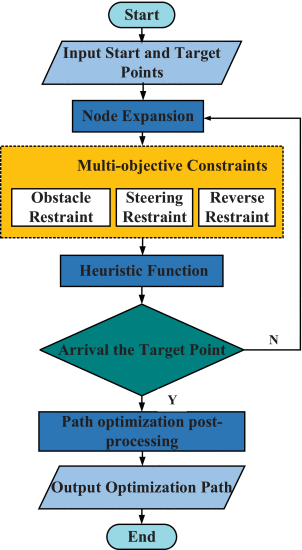 Start
Input Start and Target
Points
Node Expansion
Multi-objective Constraints
Obstacle
Restraint
Steering
Restraint
Reverse
Restraint
Heuristic Function
Arrival the Target Point
N
Y
Path optimization post-
processing
Output Optimization Path
End